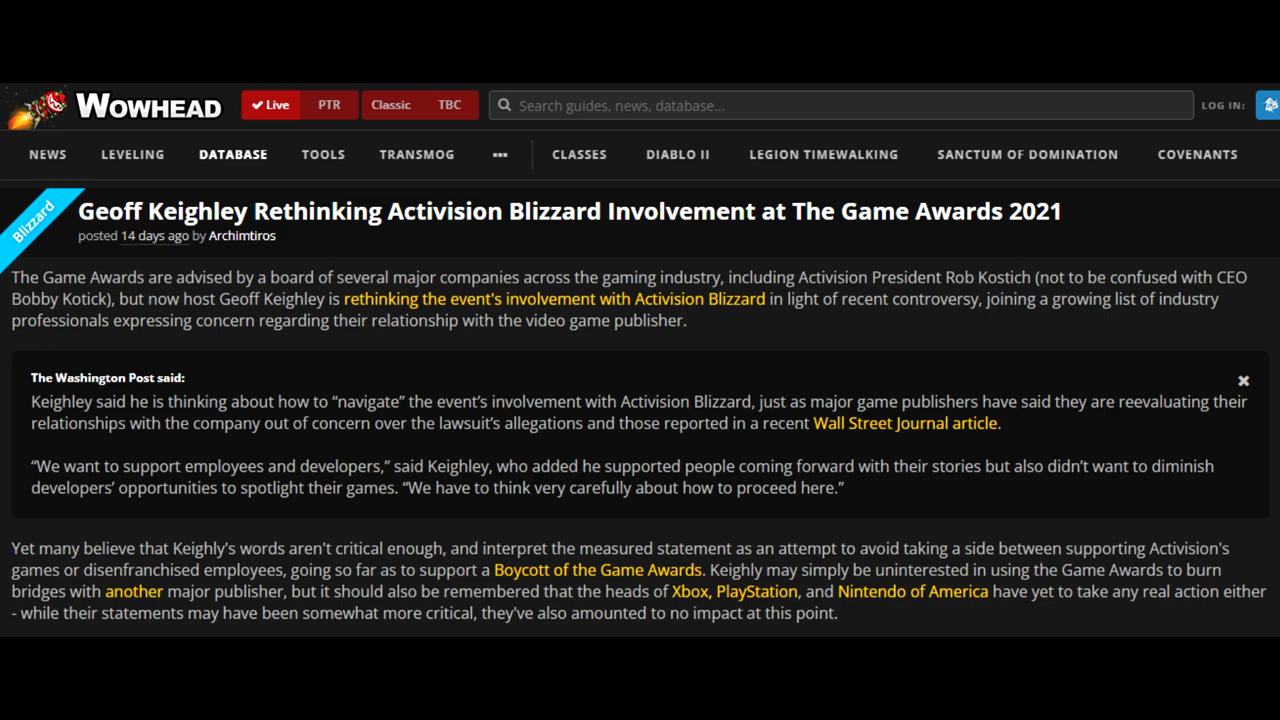 WOWHEAD Live PTR Classic TBC Search guides, news, database... LOG IN:
NEWS LEVELING DATABASE TOOLS TRANSMOG ••• CLASSES DIABLO II LEGION TIMEWALKING SANCTUM OF DOMINATION COVENANTS
Blizzard
Geoff Keighley Rethinking Activision Blizzard Involvement at The Game Awards 2021
posted 14 days ago by Archimtiros
The Game Awards are advised by a board of several major companies across the gaming industry, including Activision President Rob Kostich (not to be confused with CEO
Bobby Kotick), but now host Geoff Keighley is rethinking the event's involvement with Activision Blizzard in light of recent controversy, joining a growing list of industry
professionals expressing concern regarding their relationship with the video game publisher.
The Washington Post said:
Keighley said he is thinking about how to “navigate” the event’s involvement with Activision Blizzard, just as major game publishers have said they are reevaluating their
relationships with the company out of concern over the lawsuit’s allegations and those reported in a recent Wall Street Journal article.
“We want to support employees and developers,” said Keighley, who added he supported people coming forward with their stories but also didn’t want to diminish
developers’ opportunities to spotlight their games. “We have to think very carefully about how to proceed here.”
Yet many believe that Keighly's words aren't critical enough, and interpret the measured statement as an attempt to avoid taking a side between supporting Activision's
games or disenfranchised employees, going so far as to support a Boycott of the Game Awards. Keighly may simply be uninterested in using the Game Awards to burn
bridges with another major publisher, but it should also be remembered that the heads of Xbox, PlayStation, and Nintendo of America have yet to take any real action either
- while their statements may have been somewhat more critical, they've also amounted to no impact at this point.